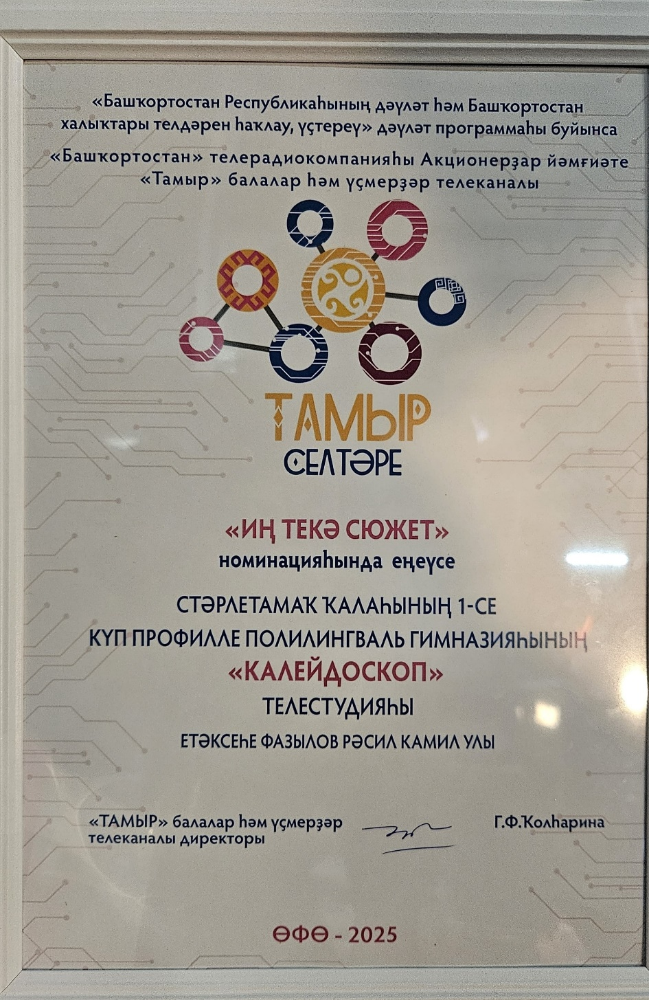 «Башҡортостан Республикаһының дәүләт һәм Башҡортостан
халыҡтары телдәрен һаҡлау, үҫтереү» дәүләт программаһы буйынса
«Башҡортостан» телерадиокомпанияһы Акционерҙар йәмғиәте
«Тамыр» балалар һәм үҫмерҙәр телеканалы
ТАМЫР
СЕЛТӘРЕ
«ИҢ ТЕКӘ СЮЖЕТ»
номинацияһында еңеүсе
СТӘРЛЕТАМАҠ ҠАЛАҺЫНЫҢ 1-СЕ
КҮП ПРОФИЛЛЕ ПОЛИЛИНГВАЛЬ ГИМНАЗИЯҺЫНЫҢ
«КАЛЕЙДОСКОП»
ТЕЛЕСТУДИЯҺЫ
ЕТӘКСЕҺЕ ФАЗЫЛОВ РӘСИЛ КАМИЛ УЛЫ
«ТАМЫР» балалар һәм үҫмерҙәр
телеканалы директоры
Г.Ф.Ҡолһарина
ӨФӨ - 2025